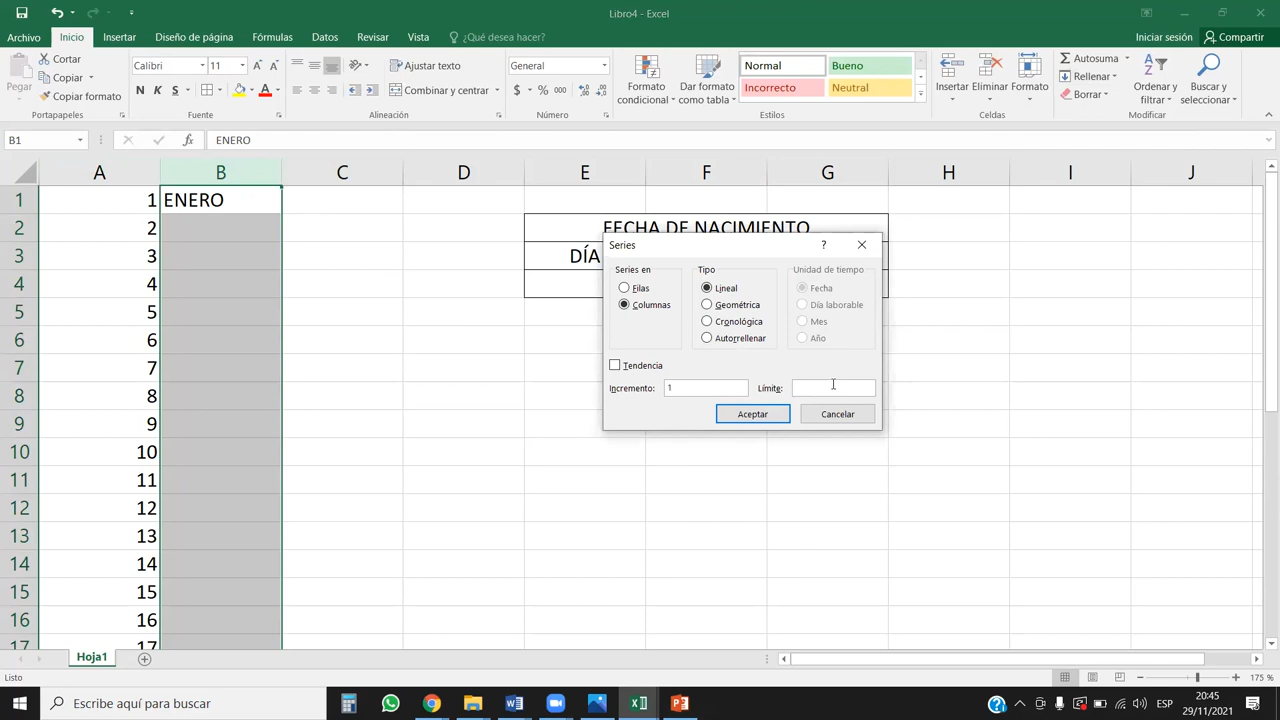 Libro4 - Excel
Archivo Inicio Insertar Diseño de página Fórmulas Datos Revisar Vista ¿Qué desea hacer? Iniciar sesión Compartir
Pegar
Cortar
Copiar
Copiar formato
Portapapeles
Calibri 11
N K S
Fuente
Ajustar texto
Combinar y centrar
Alineación
General
$ % 000
Número
Formato condicional
Dar formato como tabla
Normal Bueno
Incorrecto Neutral
Estilos
Insertar Eliminar Formato
Celdas
Autosuma
Rellenar
Borrar
Ordenar y filtrar
Buscar y seleccionar
Modificar
B1 fx ENERO
A B C D E F G H I J
1 1 ENERO
2 2 FECHA DE NACIMIENTO
3 3 DÍA
4 4
5 5
6 6
7 7
8 8
9 9
10 10
11 11
12 12
13 13
14 14
15 15
16 16
17 17
Series ?
Series en
Filas
Columnas
Tipo
Lineal
Geométrica
Cronológica
Autorrellenar
Unidad de tiempo
Fecha
Día laborable
Mes
Año
Tendencia
Incremento: 1 Límite:
Aceptar Cancelar
Hoja1
Listo 175 %
Escribe aquí para buscar
ESP
20:45
29/11/2021